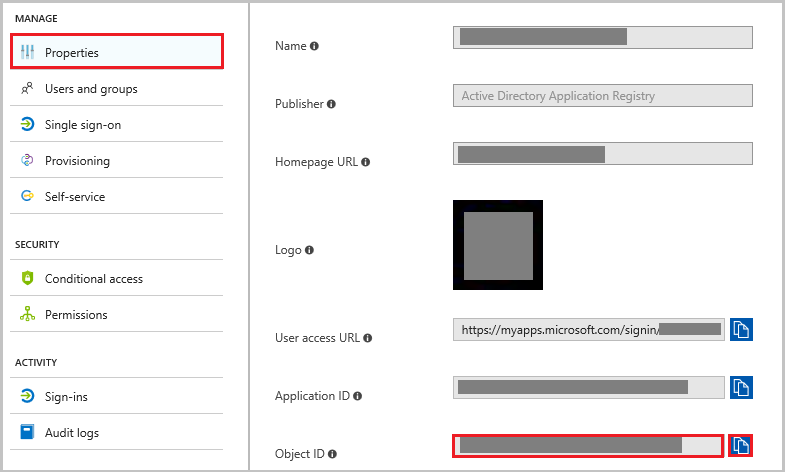 MANAGE
Properties
Users and groups
Single sign-on
Provisioning
Self-service
SECURITY
Conditional access
Permissions
ACTIVITY
Sign-ins
Audit logs
Name
Publisher
Active Directory Application Registry
Homepage URL
Logo
User access URL
https://myapps.microsoft.com/signin/
Application ID
Object ID